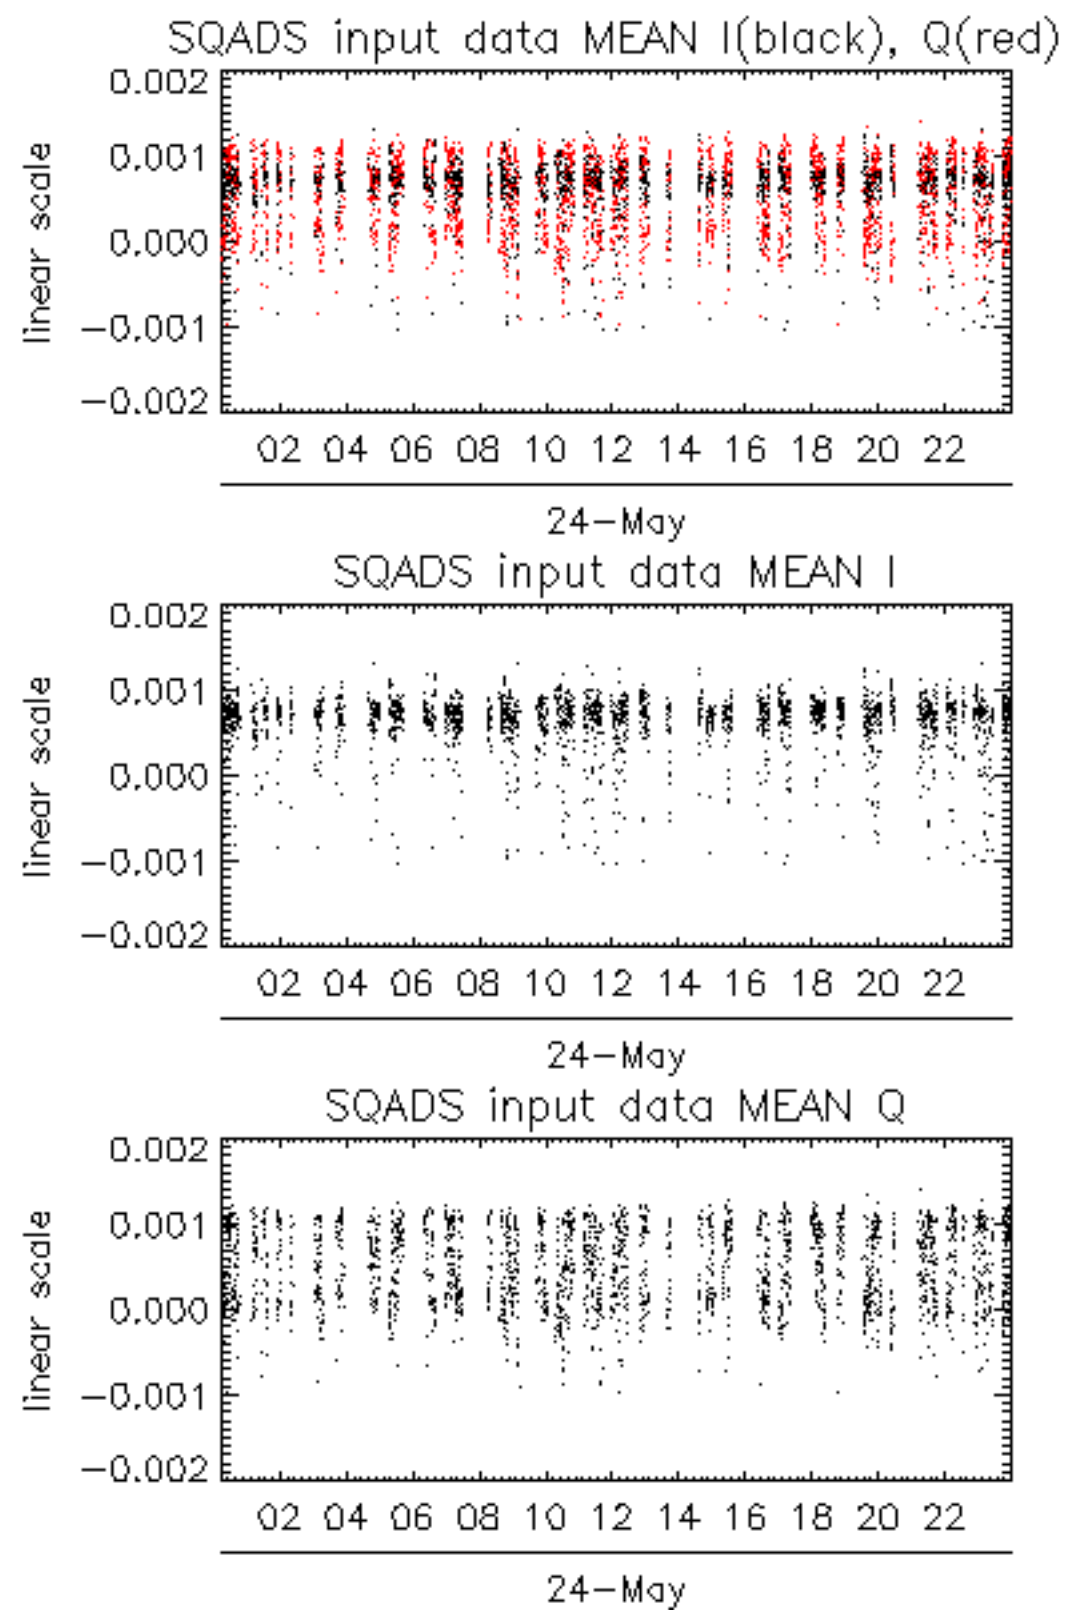 SQADS input data MEAN I(black), Q(red)
0.002
0.001
0.000
−0.001
−0.002
linear scale
02 04 06 08 10 12 14 16 18 20 22
24−May
SQADS input data MEAN I
0.002
0.001
0.000
−0.001
−0.002
linear scale
02 04 06 08 10 12 14 16 18 20 22
24−May
SQADS input data MEAN Q
0.002
0.001
0.000
−0.001
−0.002
linear scale
02 04 06 08 10 12 14 16 18 20 22
24−May